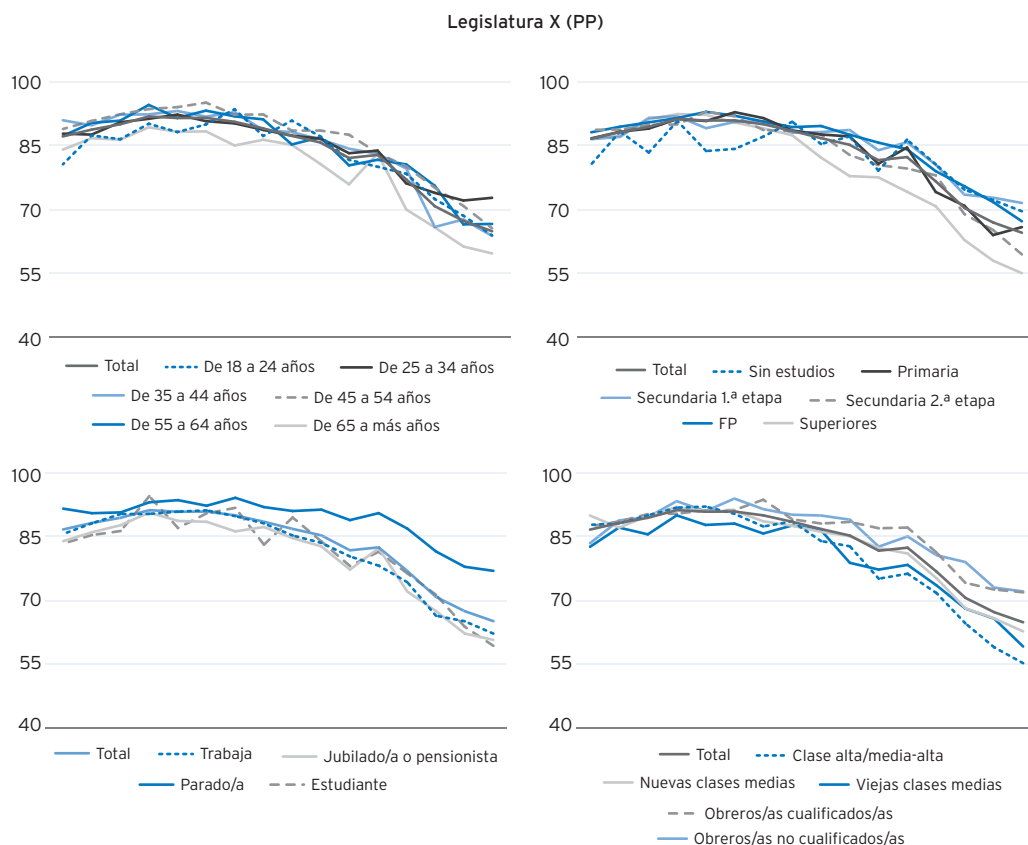 Legislatura X (PP)
100
85
70
55
40
Total
De 18 a 24 años
De 25 a 34 años
De 35 a 44 años
De 45 a 54 años
De 55 a 64 años
De 65 a más años
100
85
70
55
40
Total
Sin estudios
Primaria
Secundaria 1.ª etapa
Secundaria 2.ª etapa
FP
Superiores
100
85
70
55
40
Total
Trabaja
Jubilado/a o pensionista
Parado/a
Estudiante
100
85
70
55
40
Total
Clase alta/media-alta
Nuevas clases medias
Viejas clases medias
Obreros/as cualificados/as
Obreros/as no cualificados/as